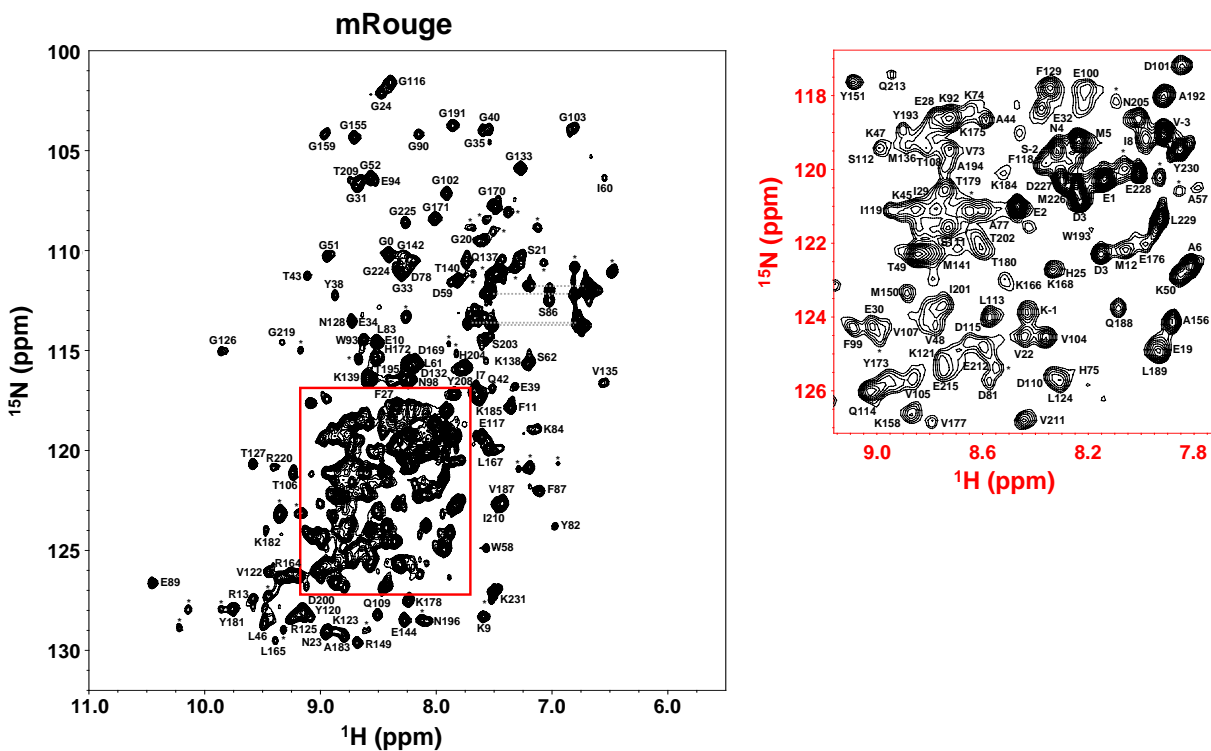 mRouge
100
105
110
115
120
125
130
11.0 10.0 9.0 8.0 7.0 6.0
¹H (ppm)
¹⁵N (ppm)
G116
G24
G191 G40 G103
G155
G159 G90 G35
G133
T209 G52
E94
G31
G102
I60
G170
G171
G225
G51 G0 G142 G20 Q137 S21
G224 D78 T140
T43 G33
Y38 D59
S86
N128 E34
L83
W93 E10 S203
G126 G219 H172 D169 H204 S62
L61 K138
T195 D132 I7 V135
K139 N98 Y208 Q42 E39
F27 K185 F11
E117 K84
T127 L167
R220
T106 V187 F87
I210
K182 Y82
W58
V122 R164
E89
R13 D200 Q109 K178 K231
Y181 Y120
L46 R125 K123 E144 N196 K9
N23
L165 A183 R149
118
120
122
124
126
9.0 8.6 8.2 7.8
¹H (ppm)
¹⁵N (ppm)
D101
F129 E100
Y151 Q213 K74
E28 K92 A192
Y193 A44 E32 N205
K47 K175 N4 M5 V-3
S112 M136 T108 V73 S-2 I8
A194 F118 Y230
T179 K184 D227 E228
K45 I29 M226 E1 A57
I119 A77 E2 D3 L229
S111 T202 W193
T49 M141 T180 D3 M12 E176 A6
K166 H25
K168 K50
M150 I201
L113 K-1 Q188
E30 D115 A156
F99 V107 V48 V22 V104
Y173 K121 E212 E19
E215 D110 H75 L189
V105 D81 L124
Q114
K158 V177 V211